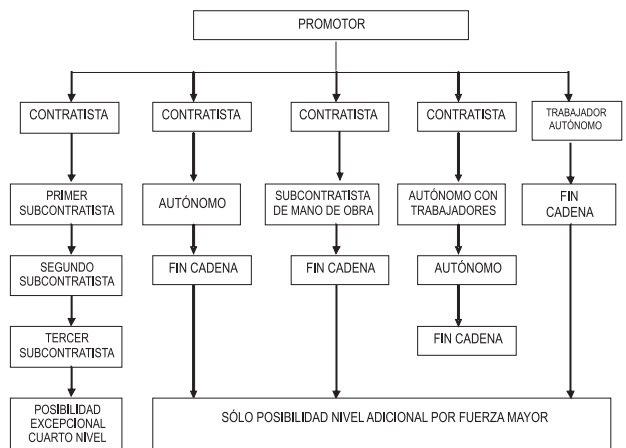 PROMOTOR
CONTRATISTA
CONTRATISTA
CONTRATISTA
CONTRATISTA
TRABAJADOR
AUTÓNOMO
PRIMER
SUBCONTRATISTA
AUTÓNOMO
SUBCONTRATISTA
DE MANO DE OBRA
AUTÓNOMO CON
TRABAJADORES
FIN
CADENA
SEGUNDO
SUBCONTRATISTA
FIN CADENA
FIN CADENA
AUTÓNOMO
TERCER
SUBCONTRATISTA
FIN CADENA
POSIBILIDAD
EXCEPCIONAL
CUARTO NIVEL
SÓLO POSIBILIDAD NIVEL ADICIONAL POR FUERZA MAYOR